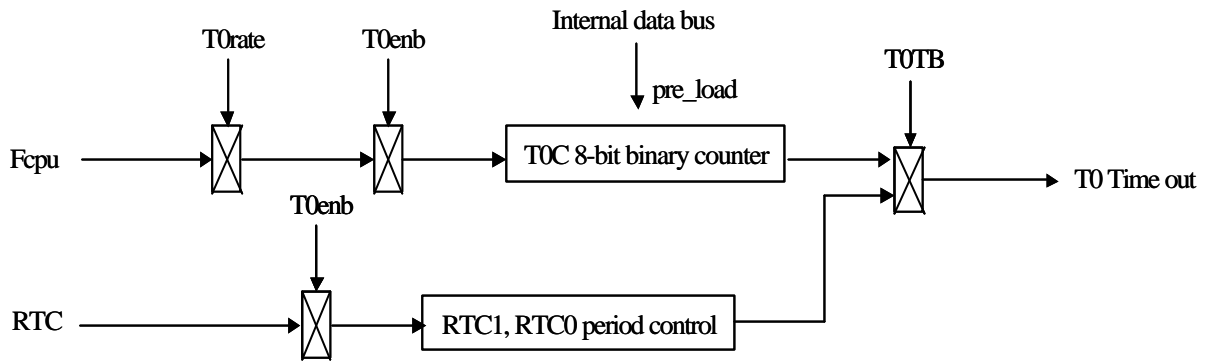 Internal data bus
T0rate
T0enb
T0TB
pre_load
Fcpu
T0C 8-bit binary counter
T0 Time out
T0enb
RTC
RTC1, RTC0 period control